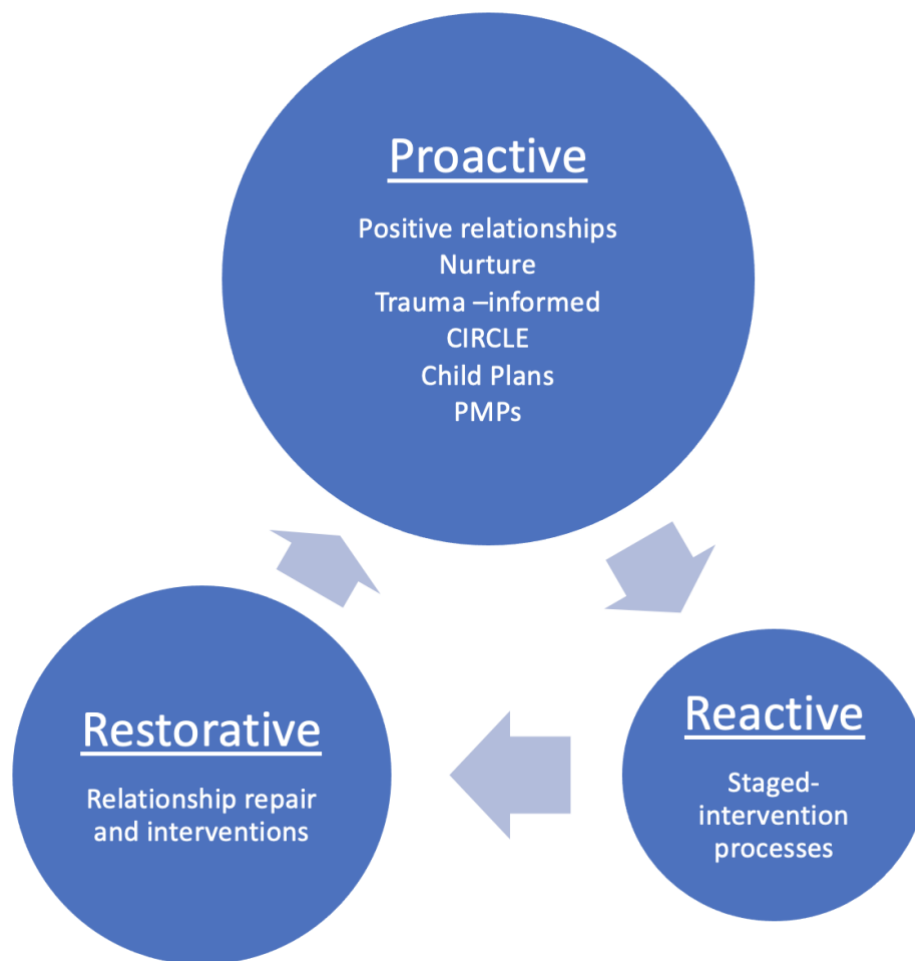 Proactive
Positive relationships
Nurture
Trauma –informed
CIRCLE
Child Plans
PMPs
Restorative
Relationship repair
and interventions
Reactive
Staged-
intervention
processes